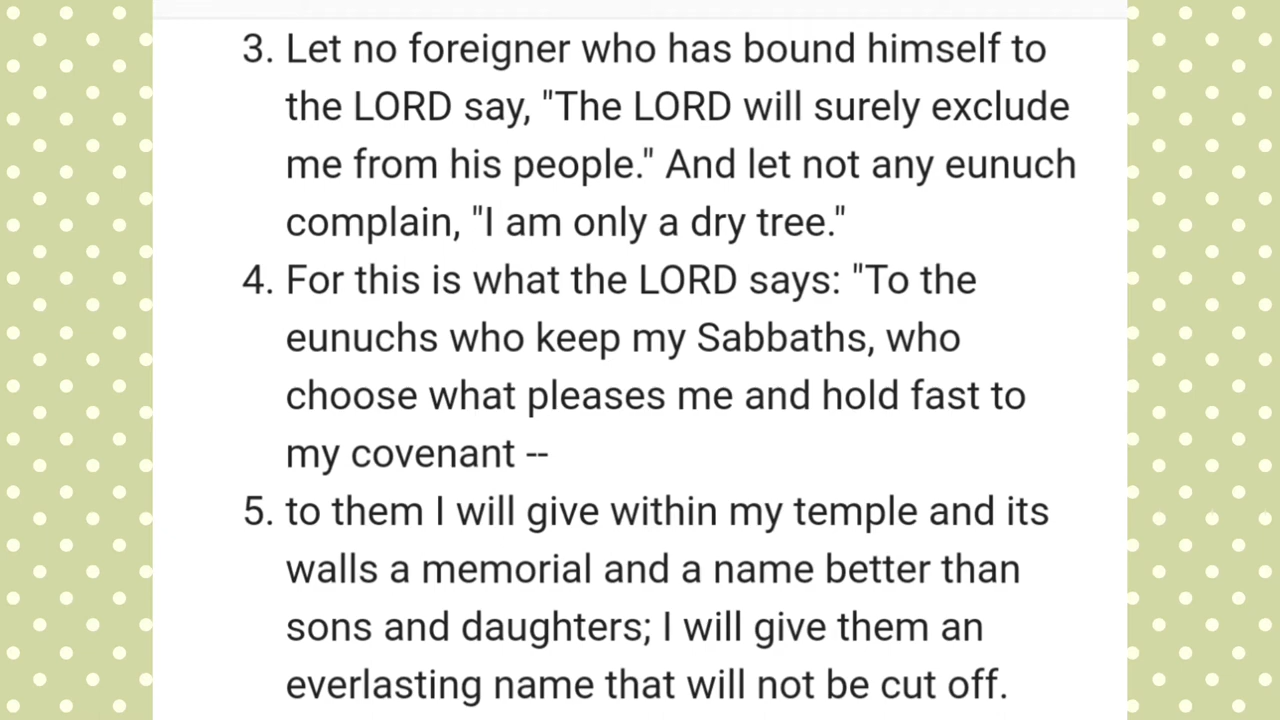 3. Let no foreigner who has bound himself to
the LORD say, "The LORD will surely exclude
me from his people." And let not any eunuch
complain, "I am only a dry tree."
4. For this is what the LORD says: "To the
eunuchs who keep my Sabbaths, who
choose what pleases me and hold fast to
my covenant --
5. to them I will give within my temple and its
walls a memorial and a name better than
sons and daughters; I will give them an
everlasting name that will not be cut off.